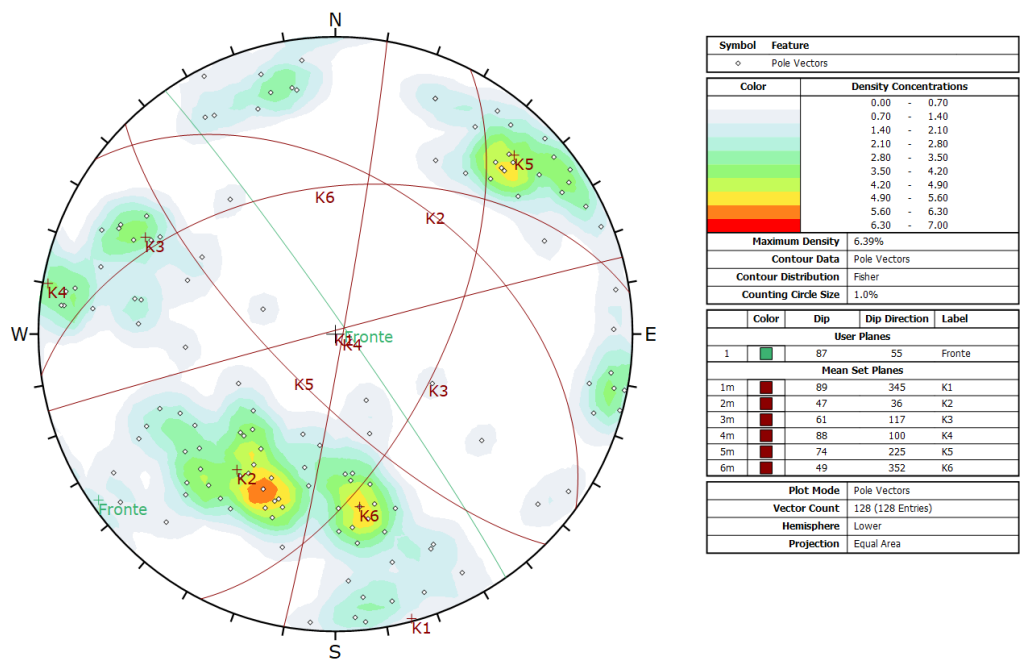 N
K5
K6
K2
K3
K4
W
Fronte
E
K4
K5
K3
K2
Fronte
K6
K1
S
Symbol Feature
Pole Vectors
Color Density Concentrations
0.00 - 0.70
0.70 - 1.40
1.40 - 2.10
2.10 - 2.80
2.80 - 3.50
3.50 - 4.20
4.20 - 4.90
4.90 - 5.60
5.60 - 6.30
6.30 - 7.00
Maximum Density 6.39%
Contour Data Pole Vectors
Contour Distribution Fisher
Counting Circle Size 1.0%
Color Dip Dip Direction Label
User Planes
1 87 55 Fronte
Mean Set Planes
1m 89 345 K1
2m 47 36 K2
3m 61 117 K3
4m 88 100 K4
5m 74 225 K5
6m 49 352 K6
Plot Mode Pole Vectors
Vector Count 128 (128 Entries)
Hemisphere Lower
Projection Equal Area